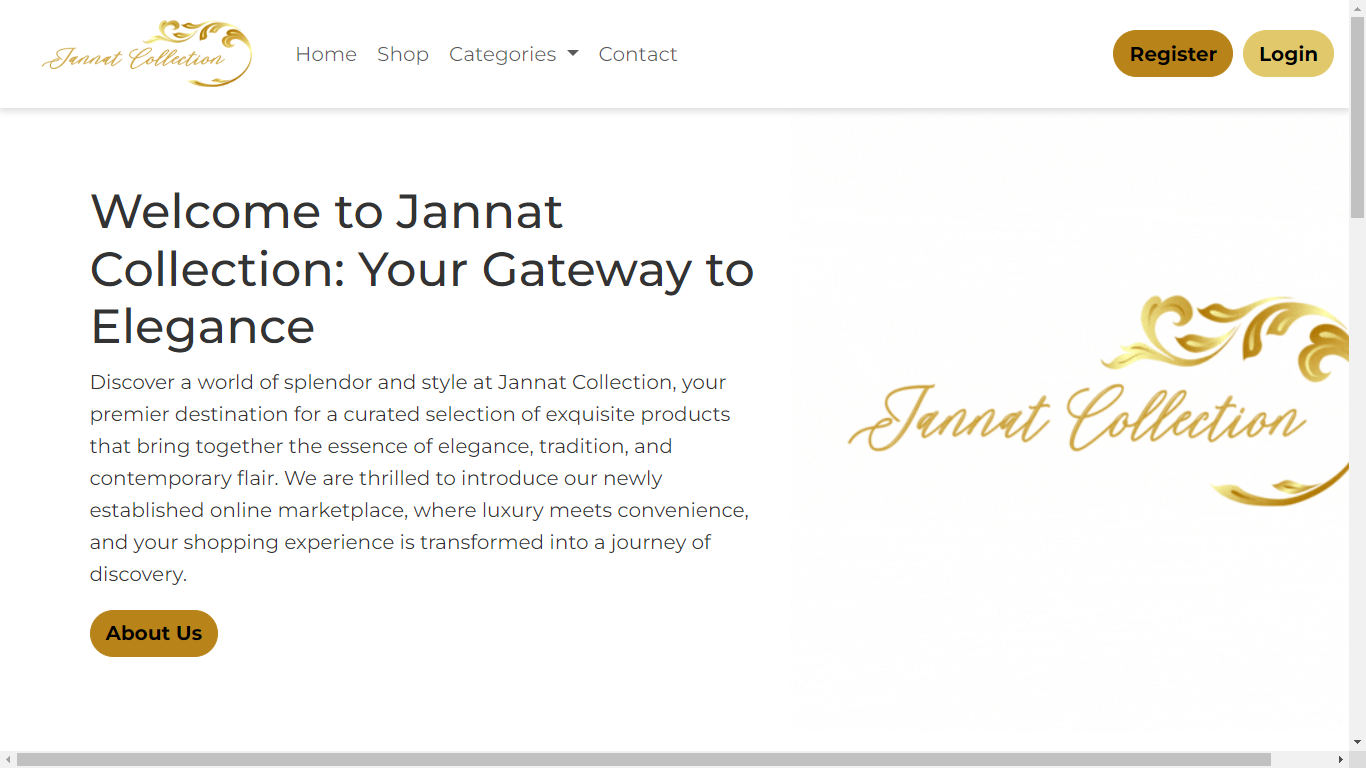 Jannat Collection
Home Shop Categories Contact
Register Login
Welcome to Jannat
Collection: Your Gateway to
Elegance
Discover a world of splendor and style at Jannat Collection, your
premier destination for a curated selection of exquisite products
that bring together the essence of elegance, tradition, and
contemporary flair. We are thrilled to introduce our newly
established online marketplace, where luxury meets convenience,
and your shopping experience is transformed into a journey of
discovery.
About Us
Jannat Collection